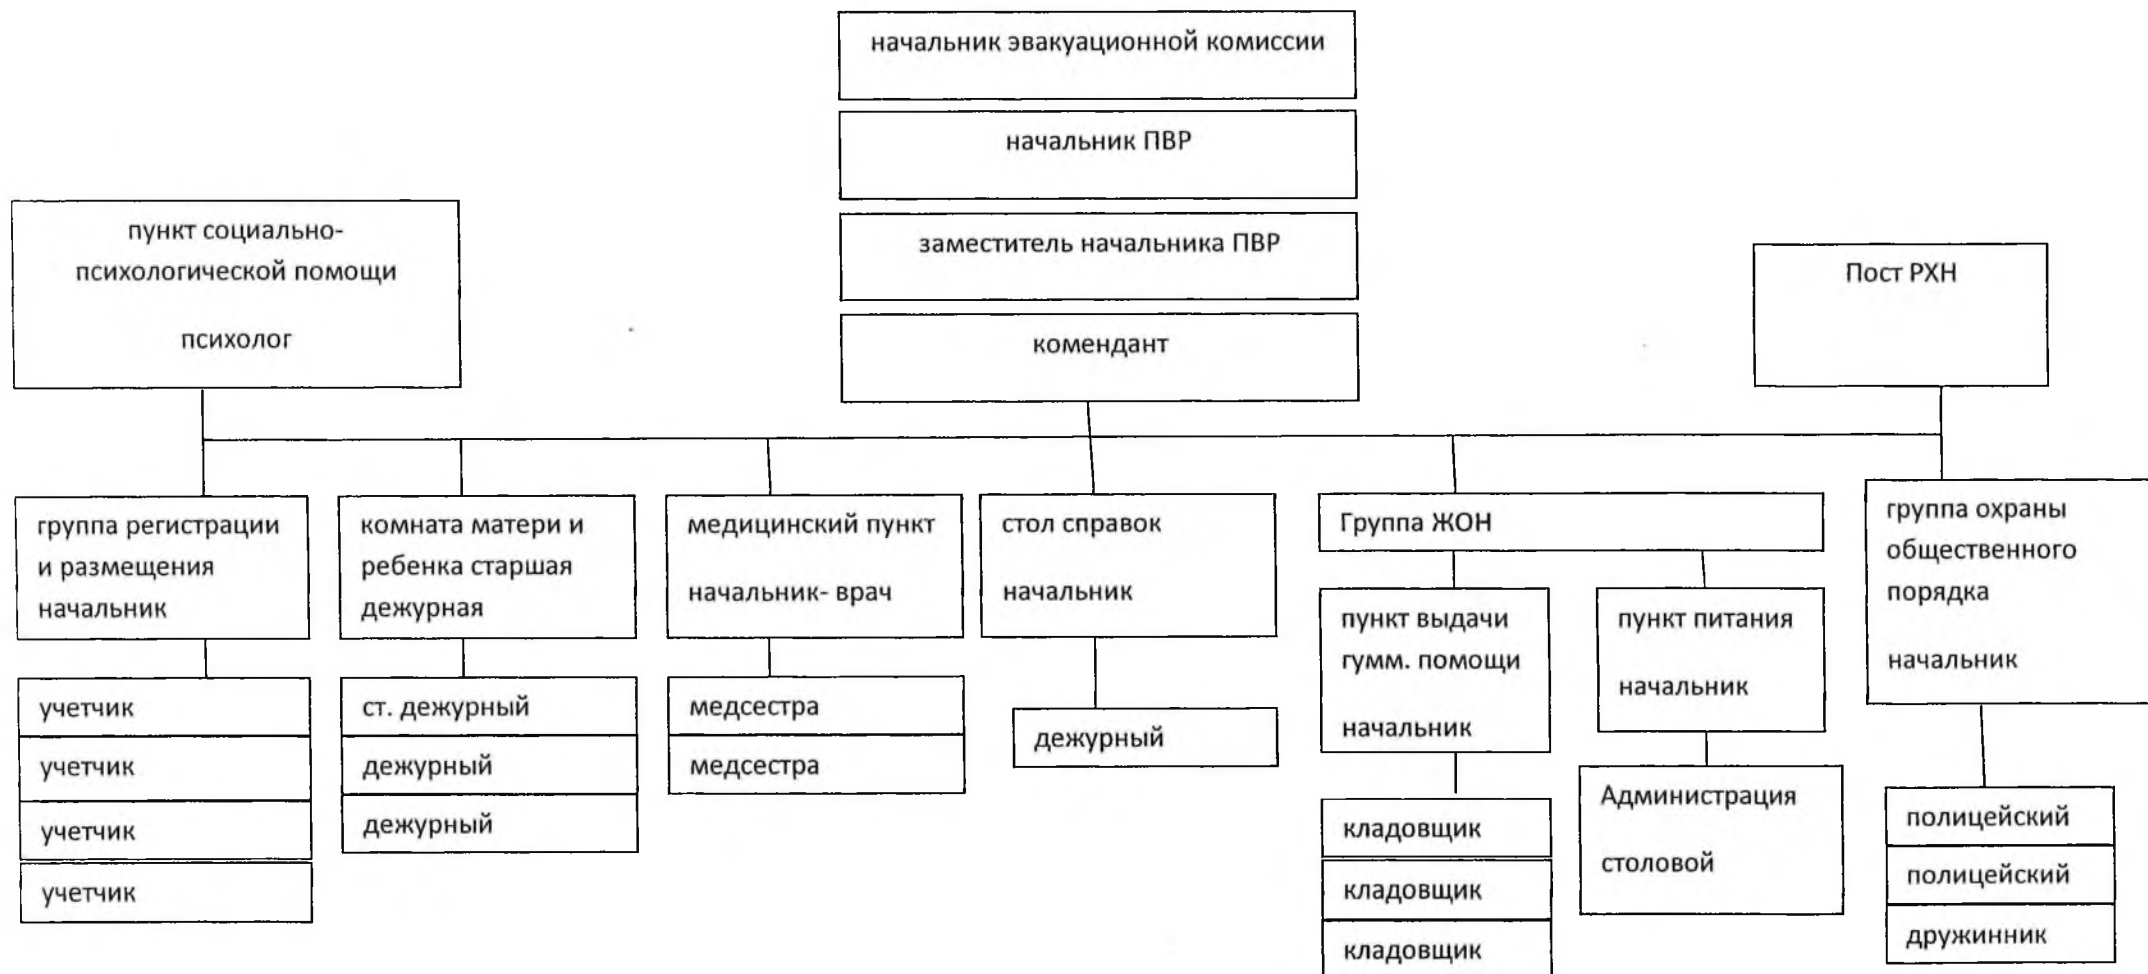 начальник эвакуационной комиссии
начальник ПВР
заместитель начальника ПВР
комендант
пункт социально-
психологической помощи
психолог
Пост РХН
группа регистрации
и размещения
начальник
учетчик
учетчик
учетчик
учетчик
комната матери и
ребенка старшая
дежурная
ст. дежурный
дежурный
дежурный
медицинский пункт
начальник- врач
медсестра
медсестра
стол справок
начальник
дежурный
Группа ЖОН
пункт выдачи
гумм. помощи
начальник
кладовщик
кладовщик
кладовщик
пункт питания
начальник
Администрация
столовой
группа охраны
общественного
порядка
начальник
полицейский
полицейский
дружинник